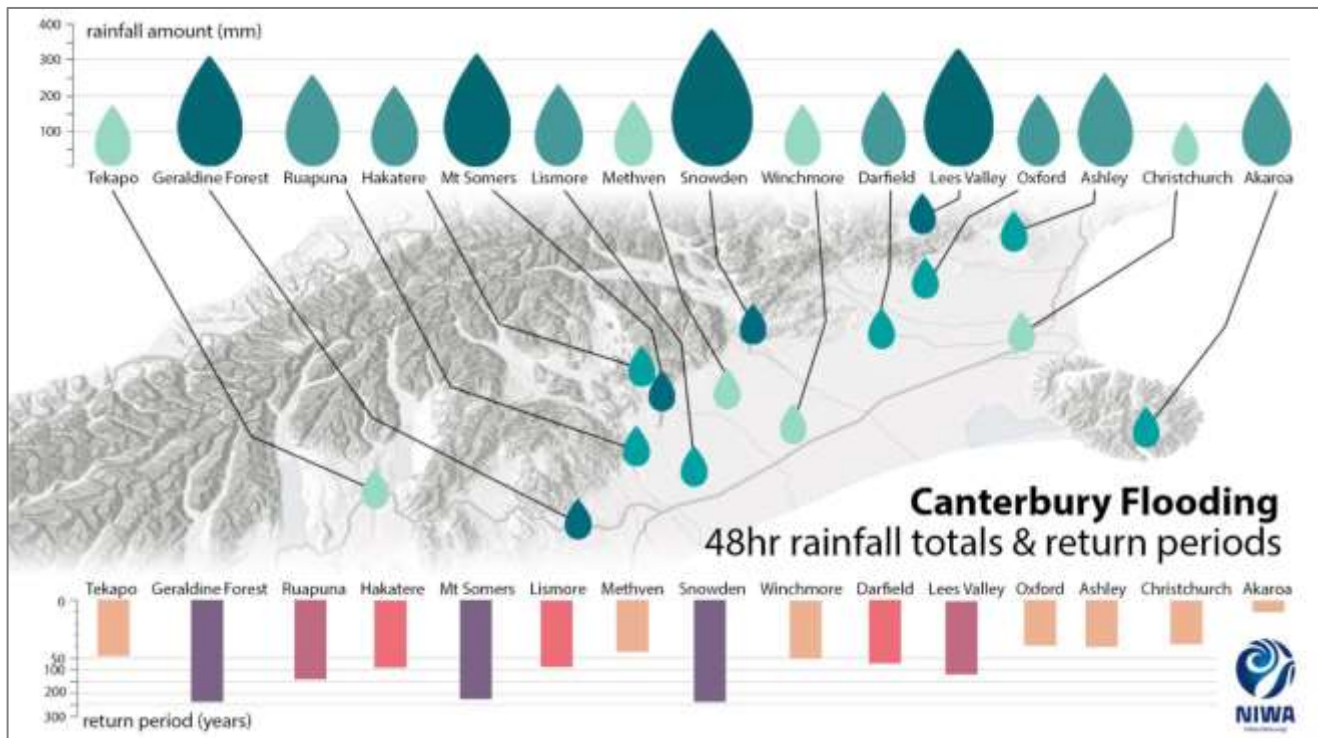 400
rainfall amount (mm)
300
200
100
Tekapo Geraldine Forest Ruapuna Hakatere Mt Somers Lismore Methven Snowden Winchmore Darfield Lees Valley Oxford Ashley Christchurch Akaroa
Canterbury Flooding
48hr rainfall totals & return periods
Tekapo Geraldine Forest Ruapuna Hakatere Mt Somers Lismore Methven Snowden Winchmore Darfield Lees Valley Oxford Ashley Christchurch Akaroa
0
50
100
200
300
return period (years)
NIWA